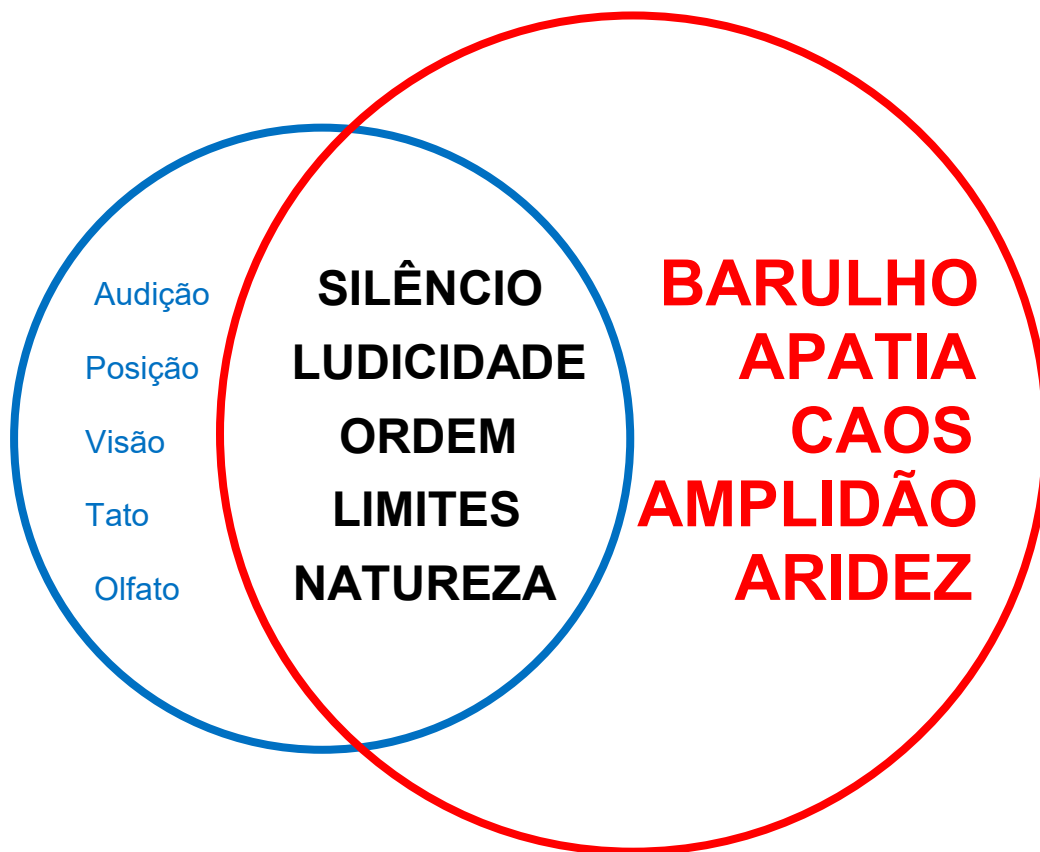 Audição SILÊNCIO BARULHO
Posição LUDICIDADE APATIA
Visão ORDEM CAOS
Tato LIMITES AMPLIDÃO
Olfato NATUREZA ARIDEZ